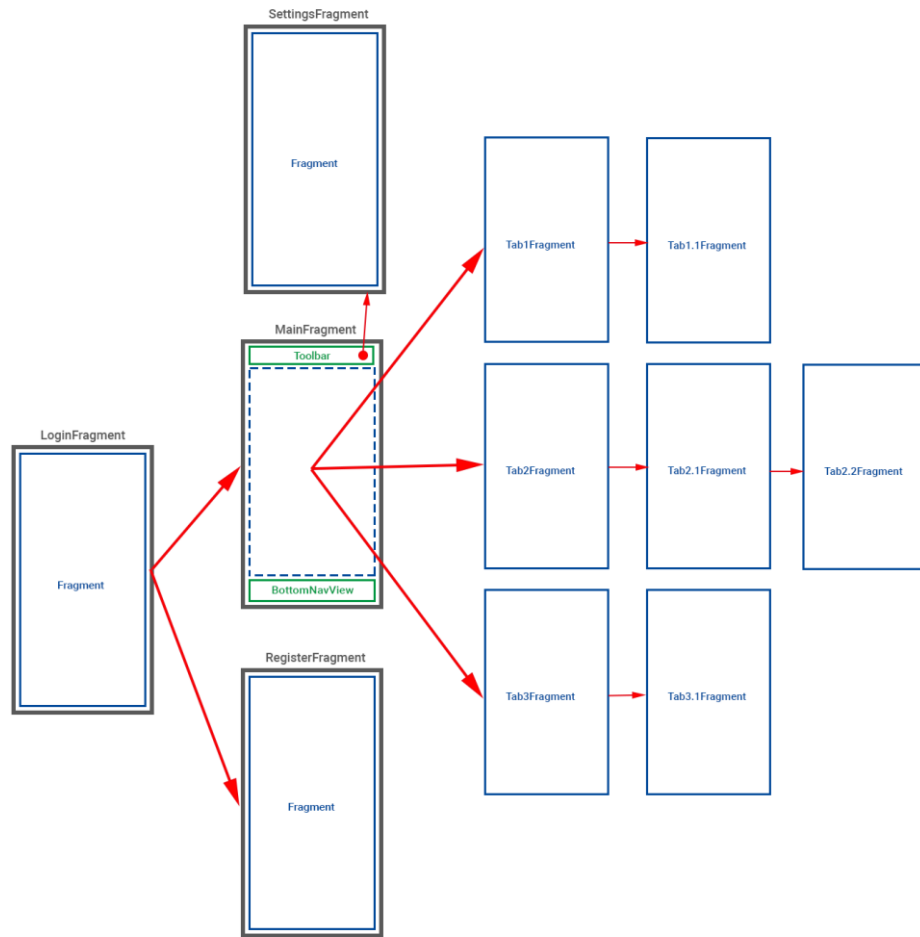 SettingsFragment
Fragment
Tab1Fragment
Tab1.1Fragment
MainFragment
Toolbar
BottomNavView
LoginFragment
Fragment
Tab2Fragment
Tab2.1Fragment
Tab2.2Fragment
RegisterFragment
Fragment
Tab3Fragment
Tab3.1Fragment